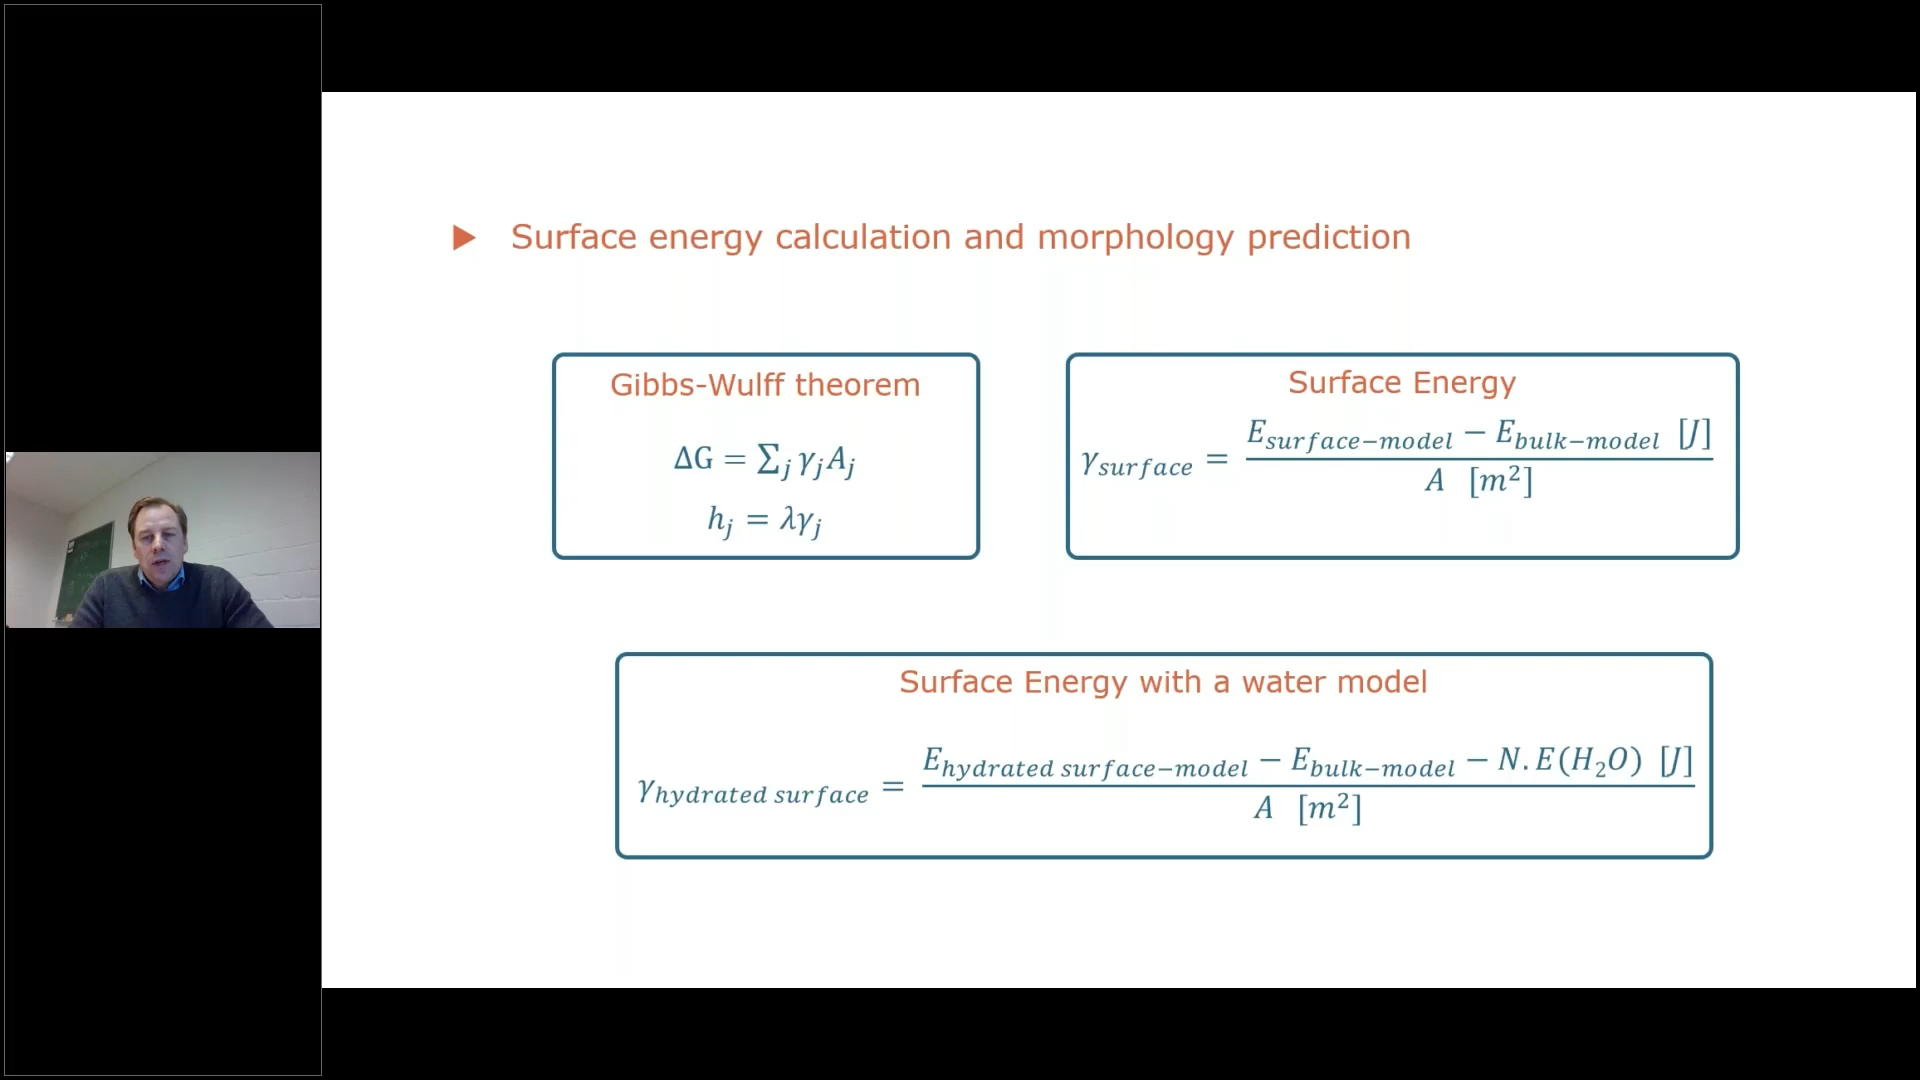 ▶ Surface energy calculation and morphology prediction
Gibbs-Wulff theorem
ΔG = ∑_j γ_j A_j
h_j = λγ_j
Surface Energy
γ_surface = (E_surface−model − E_bulk−model [J]) / (A [m²])
Surface Energy with a water model
γ_hydrated surface = (E_hydrated surface−model − E_bulk−model − N.E(H₂O) [J]) / (A [m²])